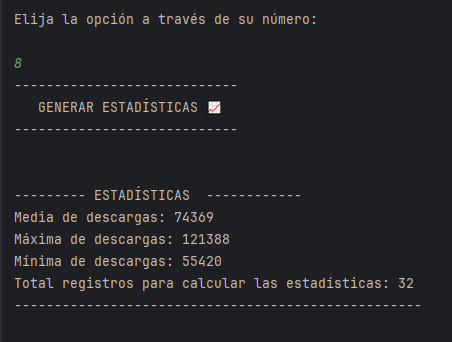 Elija la opción a través de su número:
8
----------------------------
GENERAR ESTADÍSTICAS 📈
----------------------------
--------- ESTADÍSTICAS  ------------
Media de descargas: 74369
Máxima de descargas: 121388
Mínima de descargas: 55420
Total registros para calcular las estadísticas: 32
---------------------------------------------------